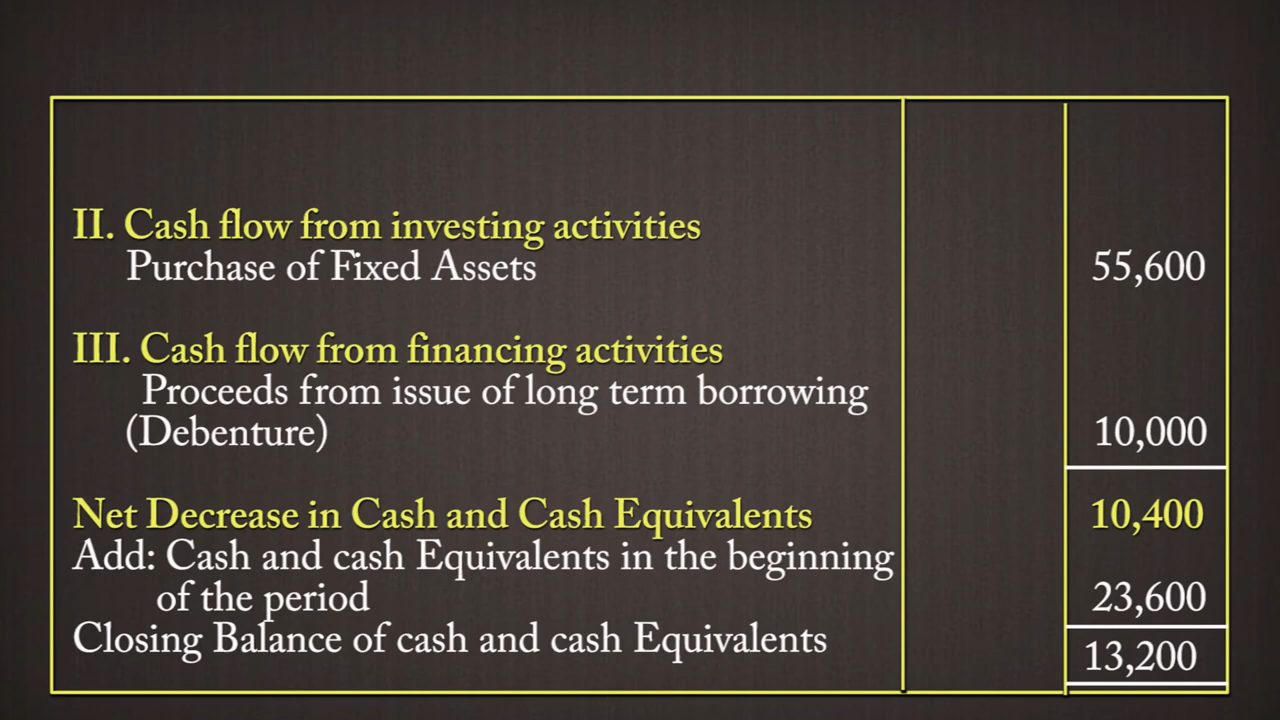 II. Cash flow from investing activities
Purchase of Fixed Assets 55,600
III. Cash flow from financing activities
Proceeds from issue of long term borrowing
(Debenture) 10,000
Net Decrease in Cash and Cash Equivalents 10,400
Add: Cash and cash Equivalents in the beginning
of the period 23,600
Closing Balance of cash and cash Equivalents 13,200